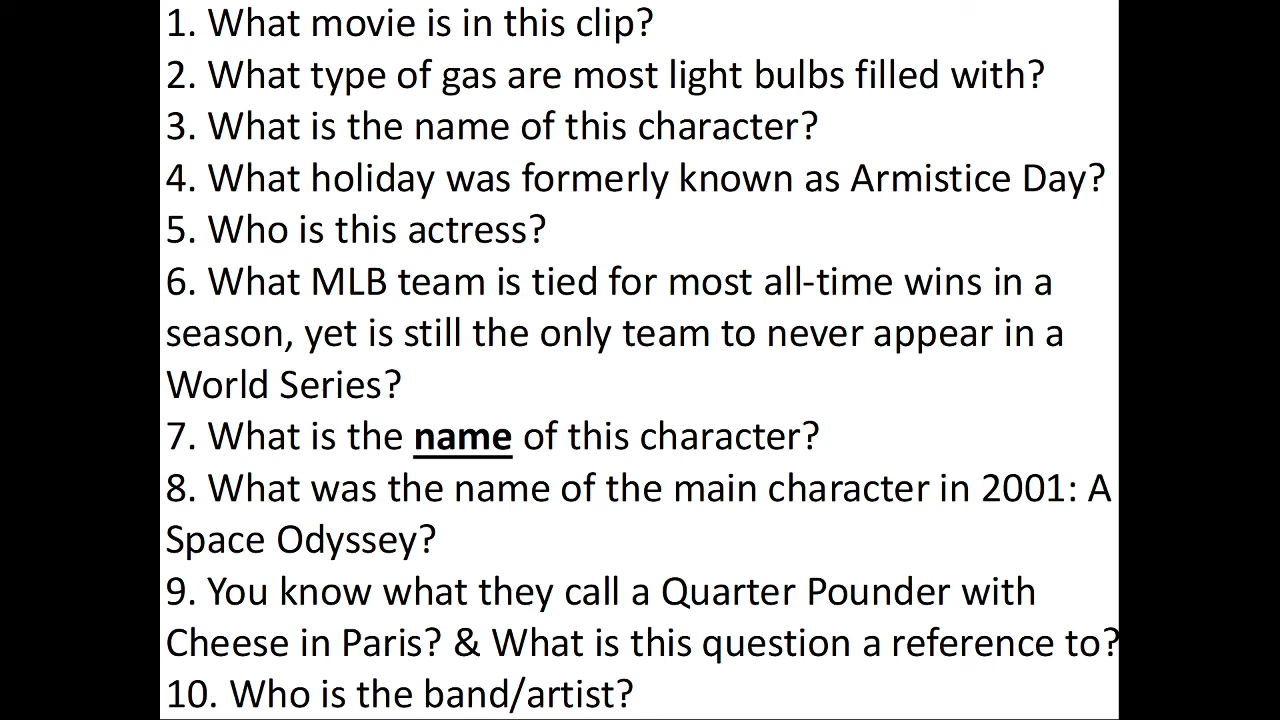 1. What movie is in this clip?
2. What type of gas are most light bulbs filled with?
3. What is the name of this character?
4. What holiday was formerly known as Armistice Day?
5. Who is this actress?
6. What MLB team is tied for most all-time wins in a
season, yet is still the only team to never appear in a
World Series?
7. What is the name of this character?
8. What was the name of the main character in 2001: A
Space Odyssey?
9. You know what they call a Quarter Pounder with
Cheese in Paris? & What is this question a reference to?
10. Who is the band/artist?